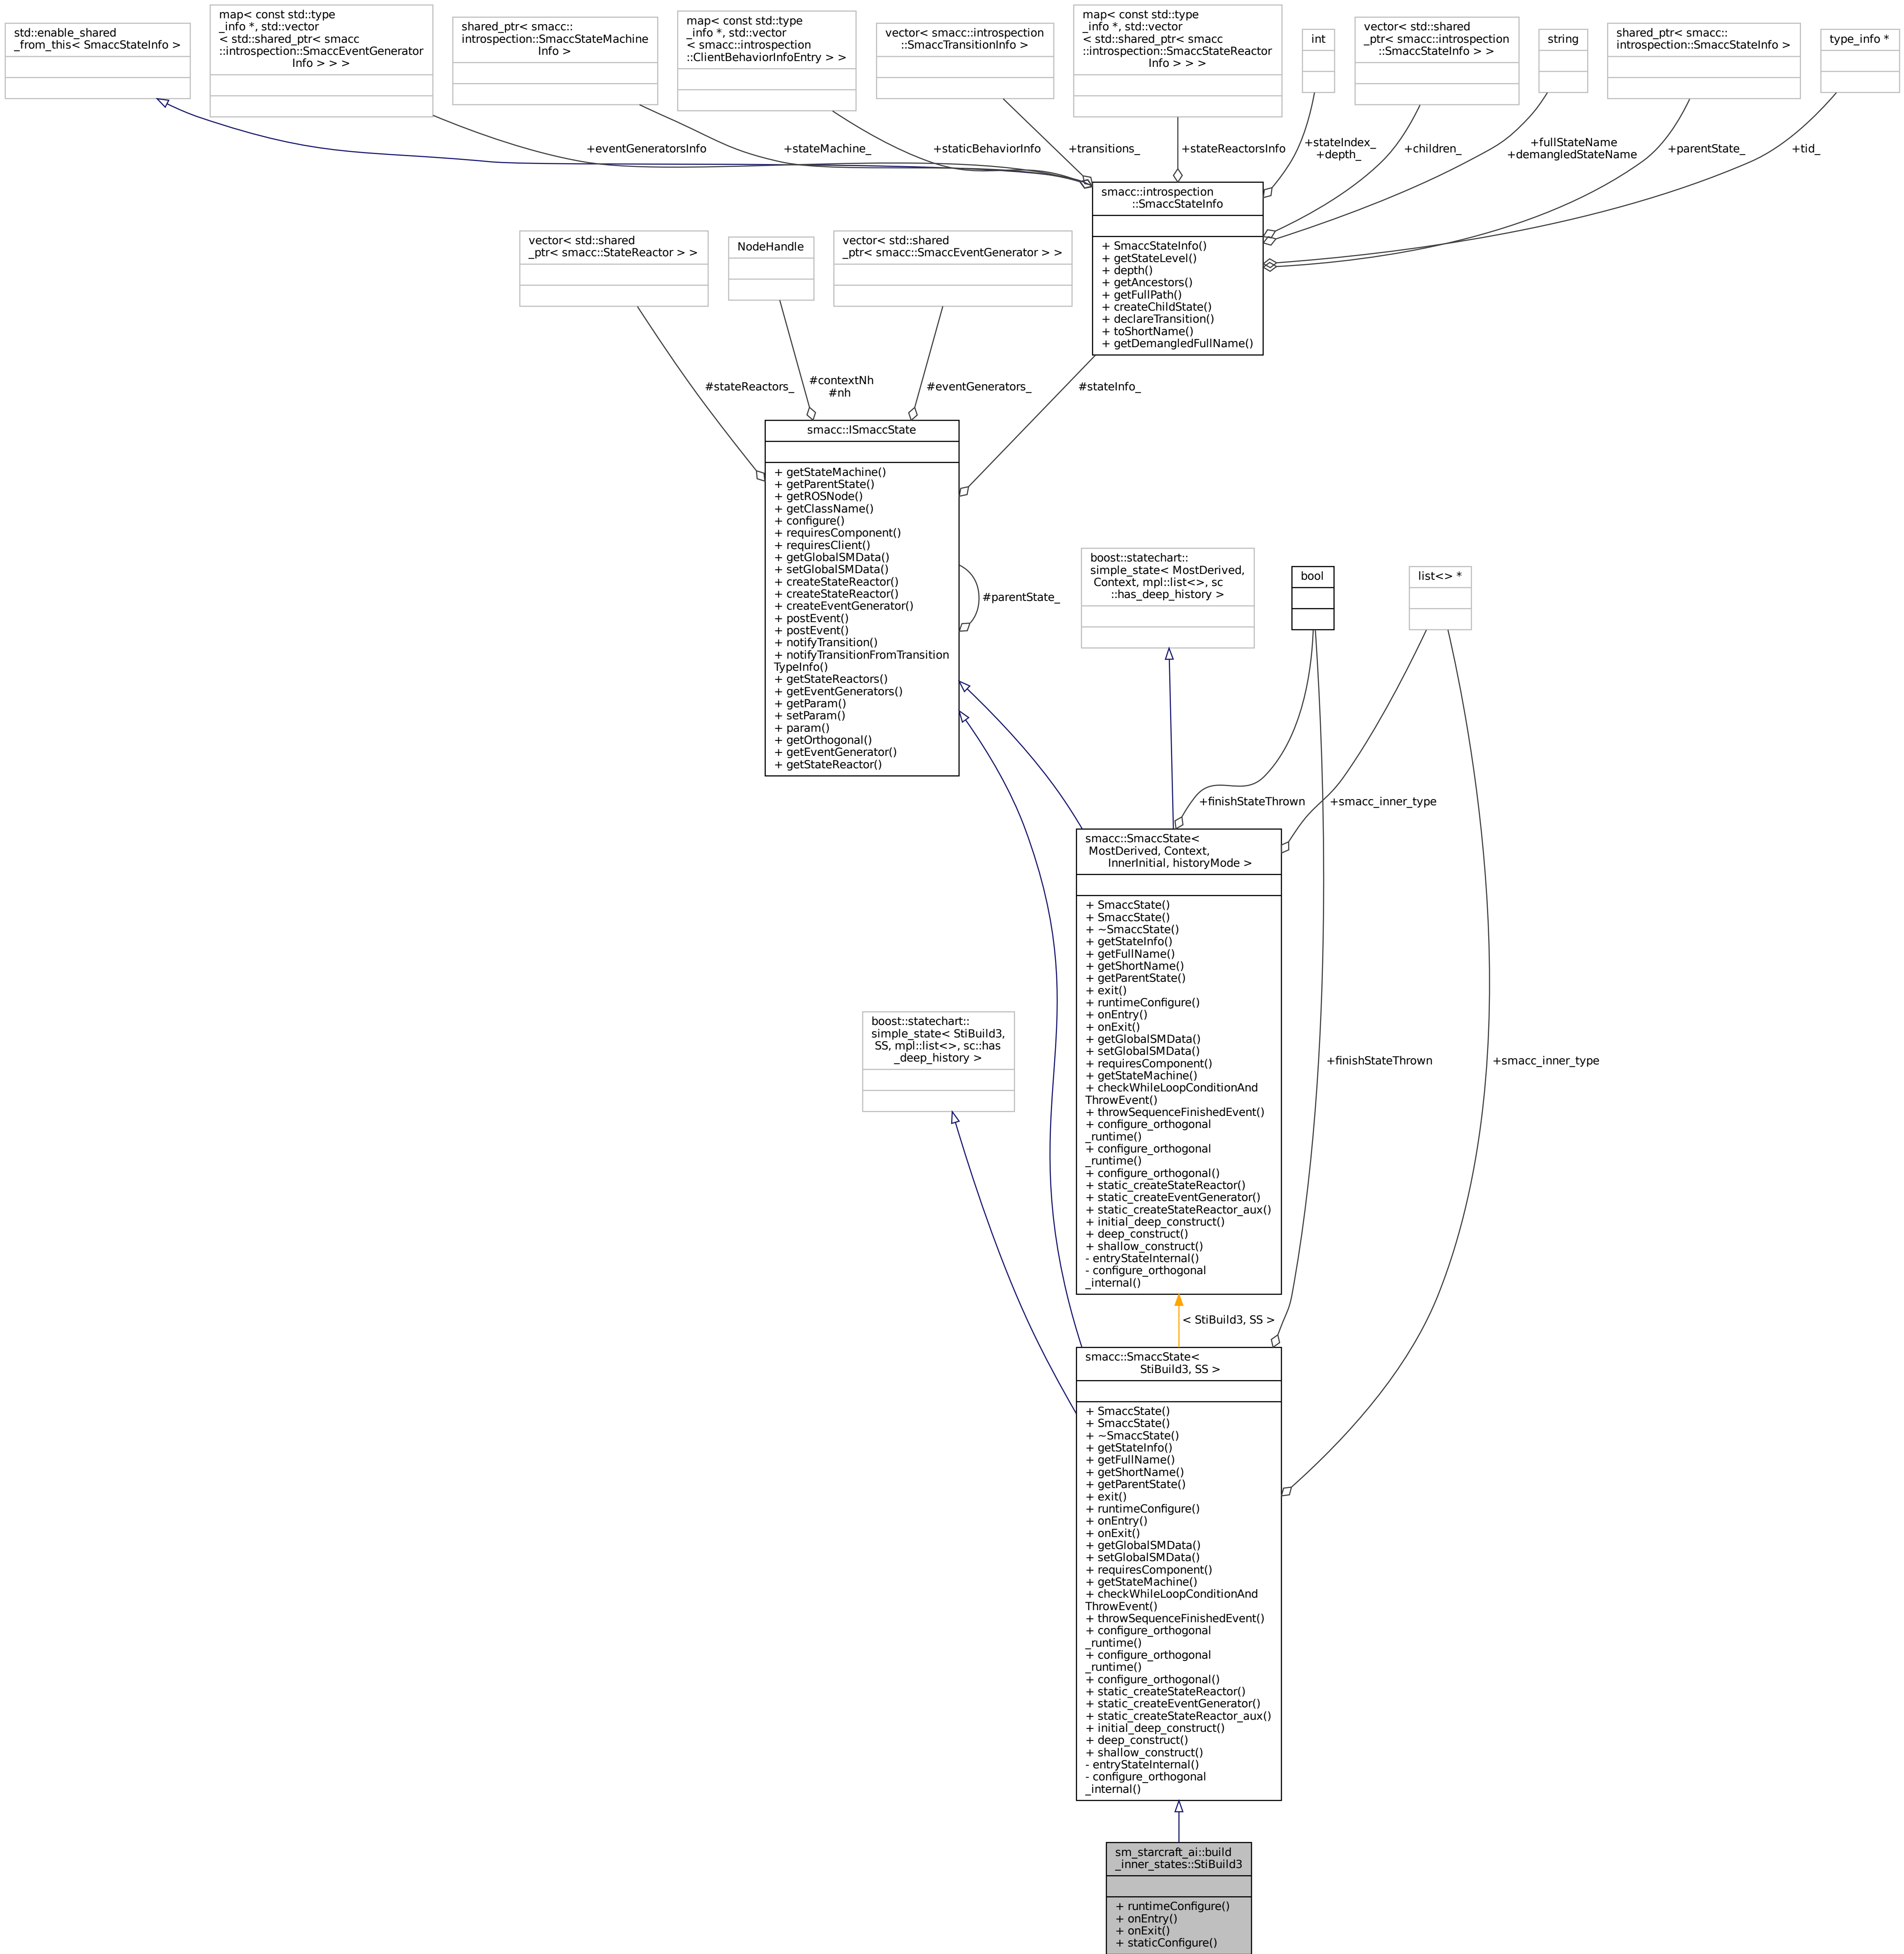 std::enable_shared
_from_this< SmaccStateInfo >
map< const std::type
_info *, std::vector
< std::shared_ptr< smacc
::introspection::SmaccEventGenerator
Info > > >
shared_ptr< smacc::
introspection::SmaccStateMachine
Info >
map< const std::type
_info *, std::vector
< smacc::introspection
::ClientBehaviorInfoEntry > >
vector< smacc::introspection
::SmaccTransitionInfo >
map< const std::type
_info *, std::vector
< std::shared_ptr< smacc
::introspection::SmaccStateReactor
Info > > >
int
vector< std::shared
_ptr< smacc::introspection
::SmaccStateInfo > >
string
shared_ptr< smacc::
introspection::SmaccStateInfo >
type_info *
+eventGeneratorsInfo
+stateMachine_
+staticBehaviorInfo
+transitions_
+stateReactorsInfo
+stateIndex_
+depth_
+children_
+fullStateName
+demangledStateName
+parentState_
+tid_
smacc::introspection
::SmaccStateInfo
+ SmaccStateInfo()
+ getStateLevel()
+ depth()
+ getAncestors()
+ getFullPath()
+ createChildState()
+ declareTransition()
+ toShortName()
+ getDemangledFullName()
vector< std::shared
_ptr< smacc::StateReactor > >
NodeHandle
vector< std::shared
_ptr< smacc::SmaccEventGenerator > >
#stateReactors_
#contextNh
#nh
#eventGenerators_
#stateInfo_
smacc::ISmaccState
+ getStateMachine()
+ getParentState()
+ getROSNode()
+ getClassName()
+ configure()
+ requiresComponent()
+ requiresClient()
+ getGlobalSMData()
+ setGlobalSMData()
+ createStateReactor()
+ createStateReactor()
+ createEventGenerator()
+ postEvent()
+ postEvent()
+ notifyTransition()
+ notifyTransitionFromTransition
TypeInfo()
+ getStateReactors()
+ getEventGenerators()
+ getParam()
+ setParam()
+ param()
+ getOrthogonal()
+ getEventGenerator()
+ getStateReactor()
#parentState_
boost::statechart::
simple_state< MostDerived,
Context, mpl::list<>, sc
::has_deep_history >
bool
list<> *
+finishStateThrown
+smacc_inner_type
smacc::SmaccState<
MostDerived, Context,
InnerInitial, historyMode >
+ SmaccState()
+ SmaccState()
+ ~SmaccState()
+ getStateInfo()
+ getFullName()
+ getShortName()
+ getParentState()
+ exit()
+ runtimeConfigure()
+ onEntry()
+ onExit()
+ getGlobalSMData()
+ setGlobalSMData()
+ requiresComponent()
+ getStateMachine()
+ checkWhileLoopConditionAnd
ThrowEvent()
+ throwSequenceFinishedEvent()
+ configure_orthogonal
_runtime()
+ configure_orthogonal
_runtime()
+ configure_orthogonal()
+ static_createStateReactor()
+ static_createEventGenerator()
+ static_createStateReactor_aux()
+ initial_deep_construct()
+ deep_construct()
+ shallow_construct()
- entryStateInternal()
- configure_orthogonal
_internal()
boost::statechart::
simple_state< StiBuild3,
SS, mpl::list<>, sc::has
_deep_history >
+finishStateThrown
+smacc_inner_type
< StiBuild3, SS >
smacc::SmaccState<
StiBuild3, SS >
+ SmaccState()
+ SmaccState()
+ ~SmaccState()
+ getStateInfo()
+ getFullName()
+ getShortName()
+ getParentState()
+ exit()
+ runtimeConfigure()
+ onEntry()
+ onExit()
+ getGlobalSMData()
+ setGlobalSMData()
+ requiresComponent()
+ getStateMachine()
+ checkWhileLoopConditionAnd
ThrowEvent()
+ throwSequenceFinishedEvent()
+ configure_orthogonal
_runtime()
+ configure_orthogonal
_runtime()
+ configure_orthogonal()
+ static_createStateReactor()
+ static_createEventGenerator()
+ static_createStateReactor_aux()
+ initial_deep_construct()
+ deep_construct()
+ shallow_construct()
- entryStateInternal()
- configure_orthogonal
_internal()
sm_starcraft_ai::build
_inner_states::StiBuild3
+ runtimeConfigure()
+ onEntry()
+ onExit()
+ staticConfigure()